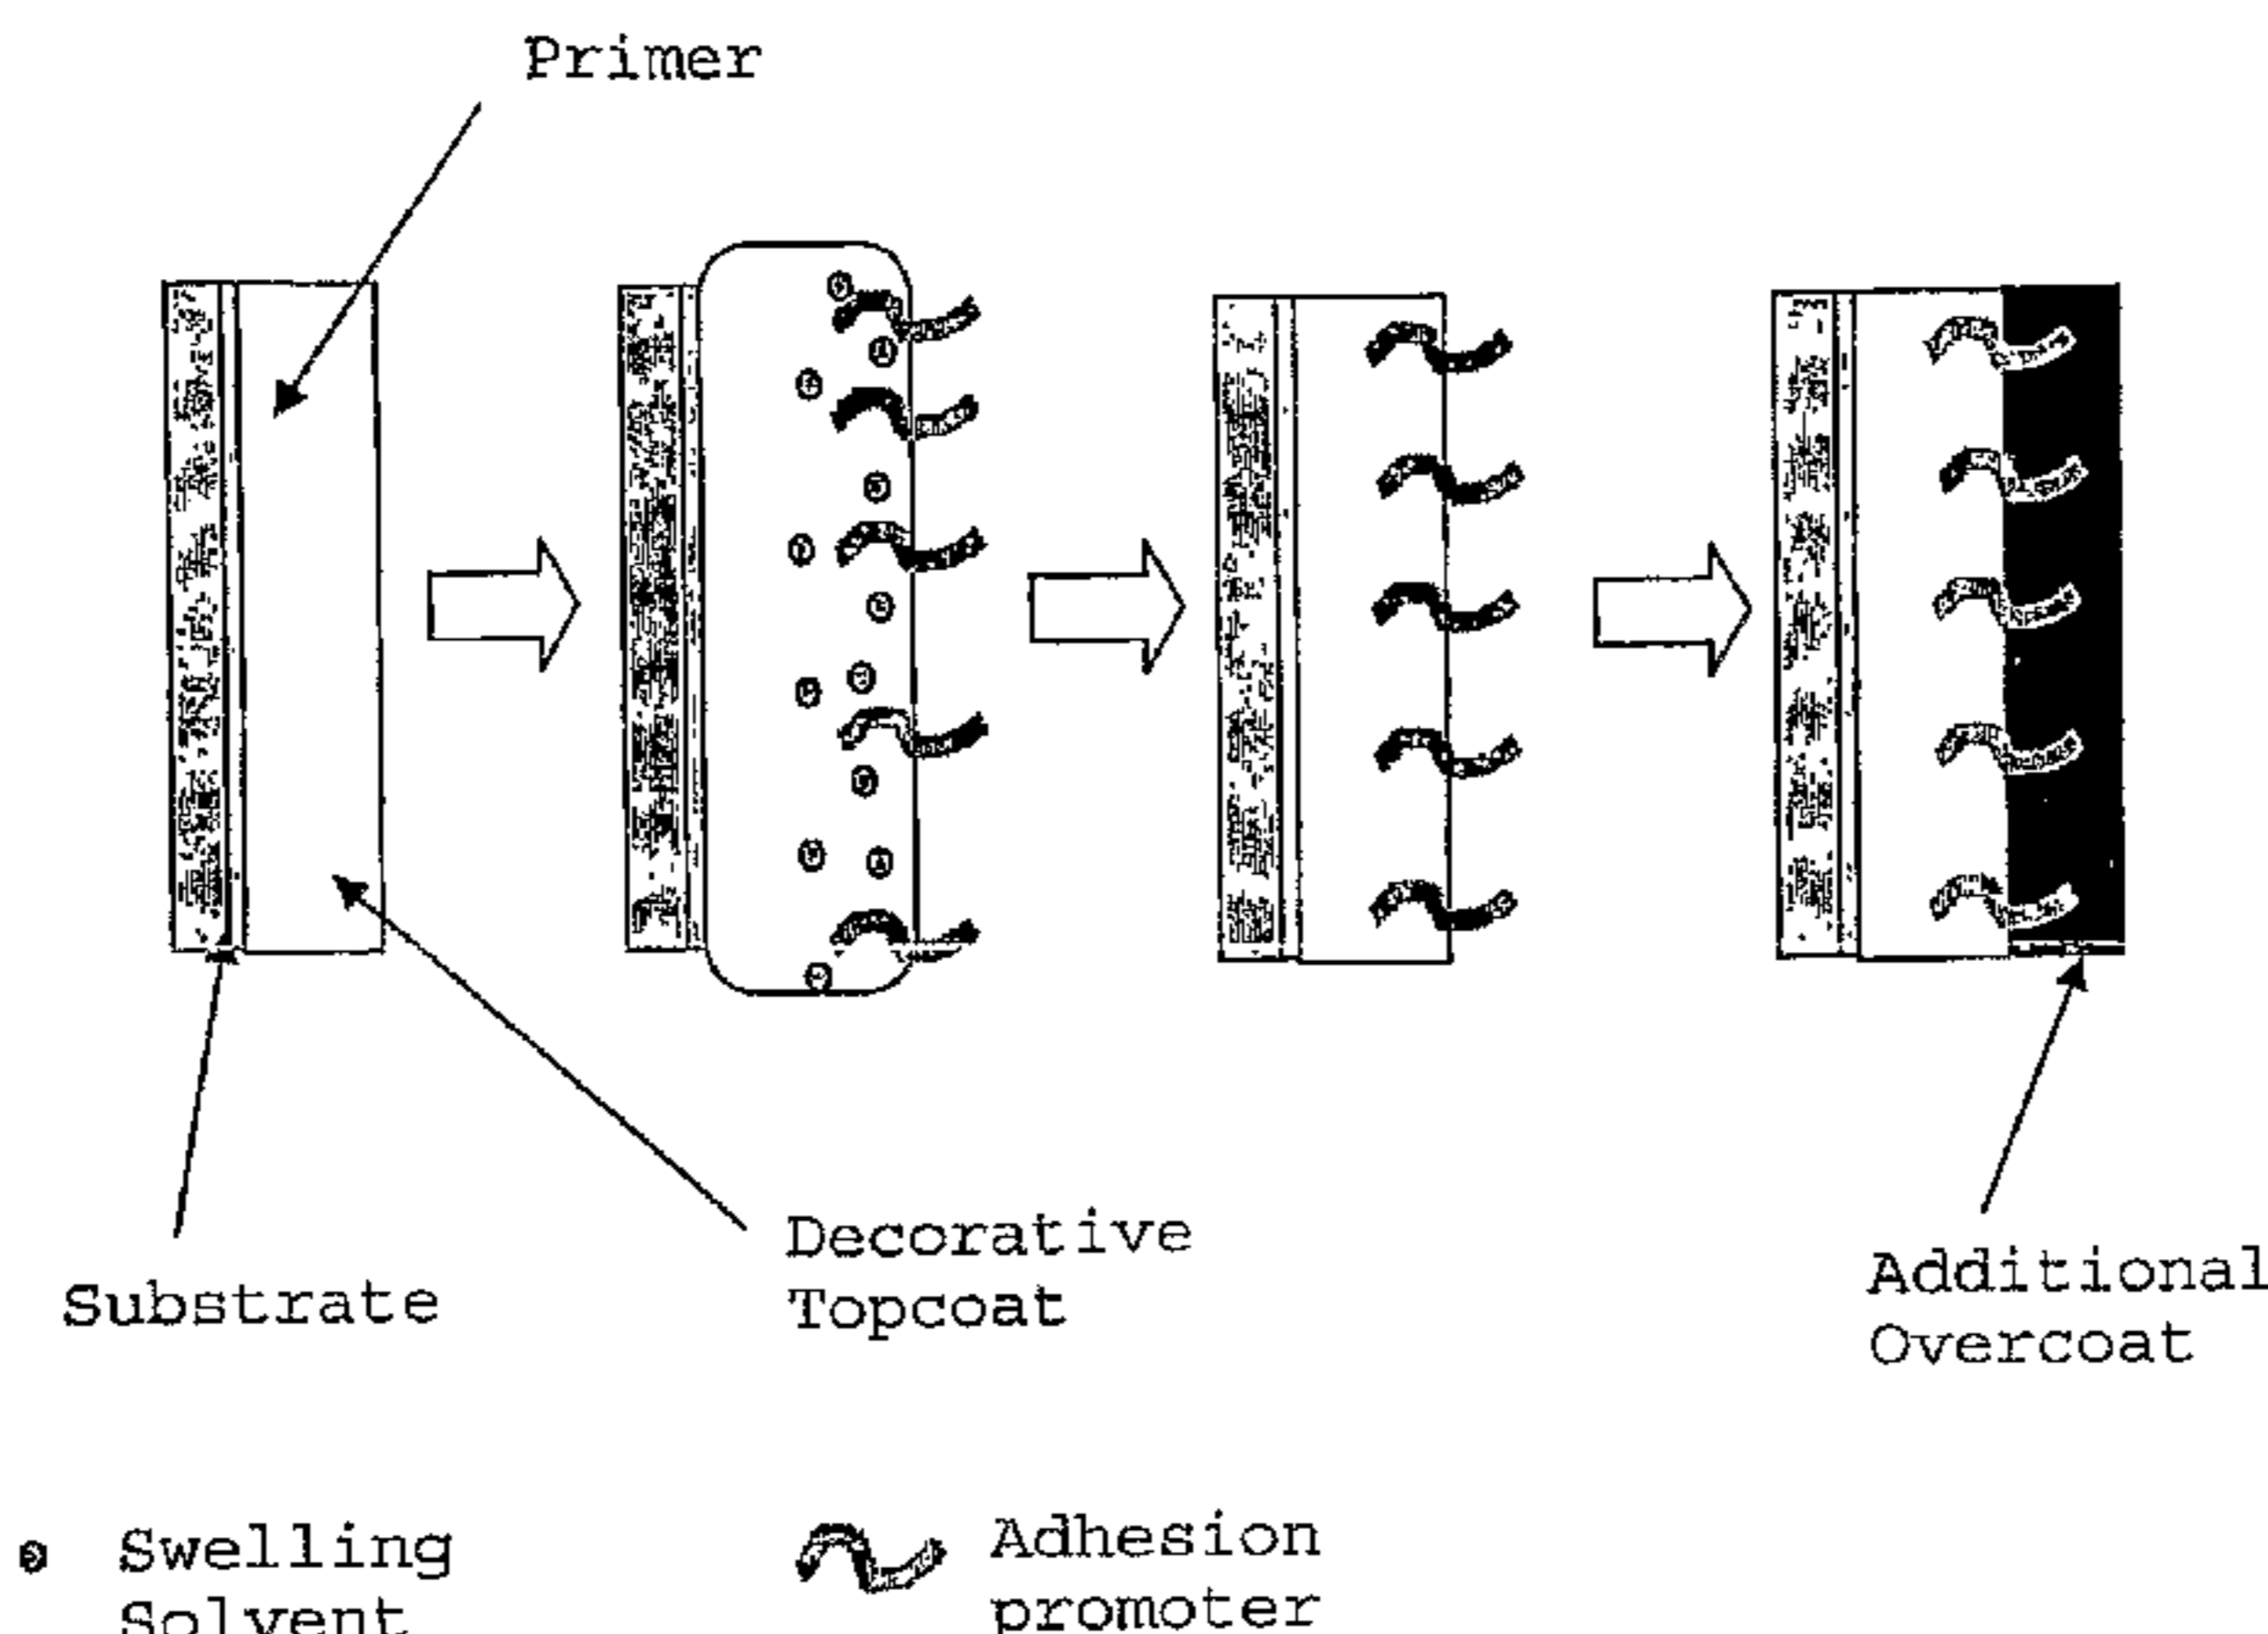 Primer
Substrate
Decorative
Topcoat
Additional
Overcoat
Swelling
Solvent
Adhesion
promoter